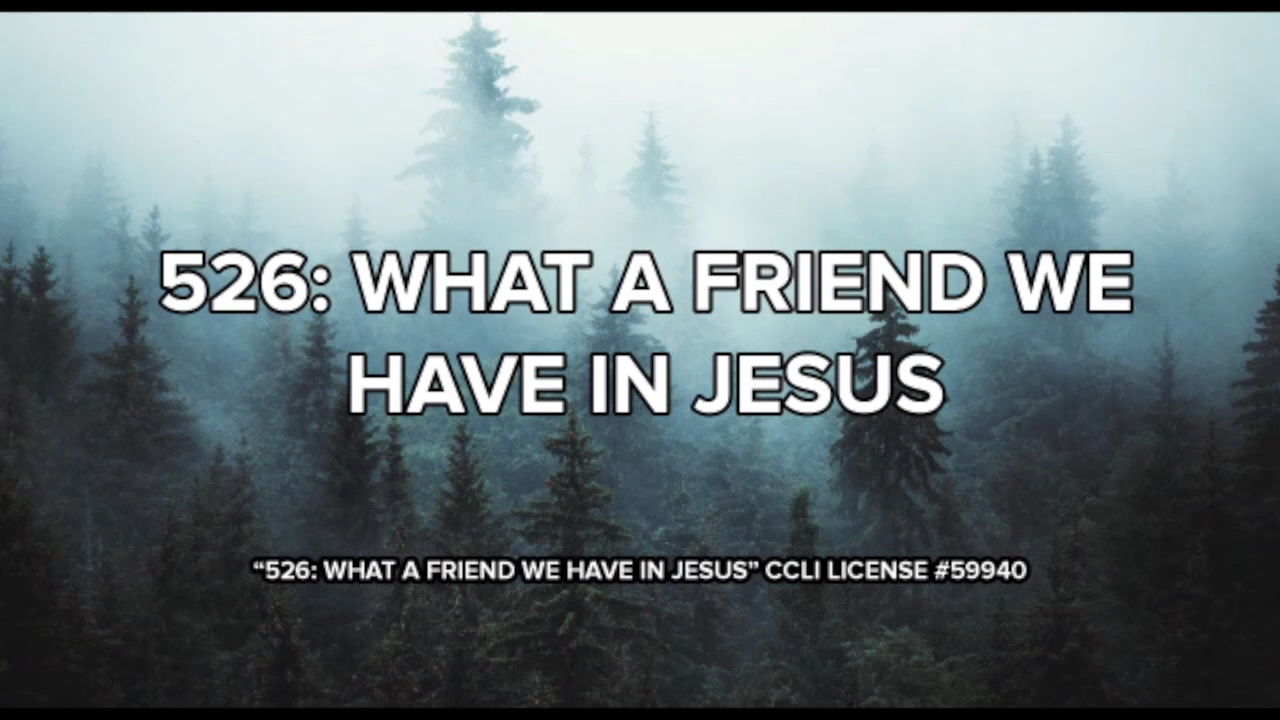 526: WHAT A FRIEND WE
HAVE IN JESUS
“526: WHAT A FRIEND WE HAVE IN JESUS” CCLI LICENSE #59940